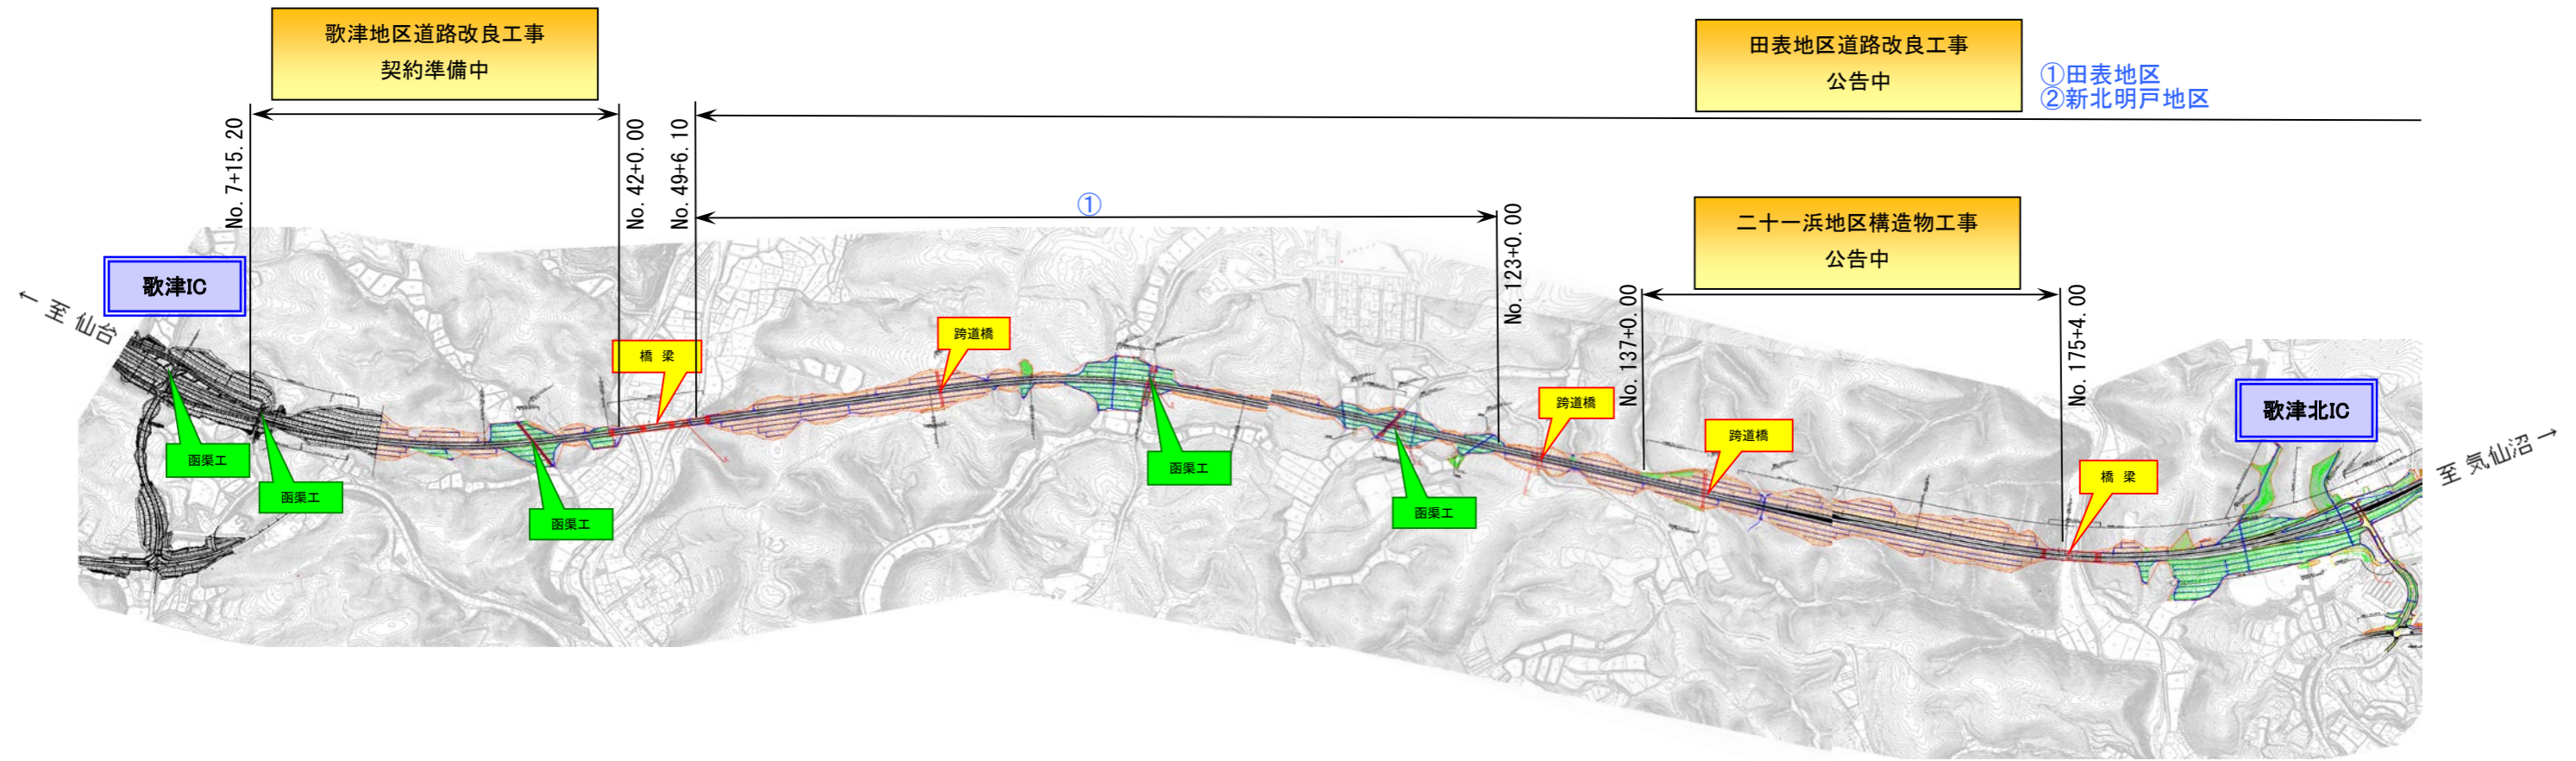 歌津地区道路改良工事
契約準備中
田表地区道路改良工事
公告中
①田表地区
②新北明戸地区
No. 7+15. 20
No. 42+0. 00
No. 49+6. 10
①
No. 123+0. 00
二十一浜地区構造物工事
公告中
No. 137+0. 00
No. 175+4. 00
歌津IC
← 至 仙台
橋 梁
跨道橋
跨道橋
跨道橋
橋 梁
歌津北IC
至 気仙沼 →
函渠工
函渠工
函渠工
函渠工
函渠工